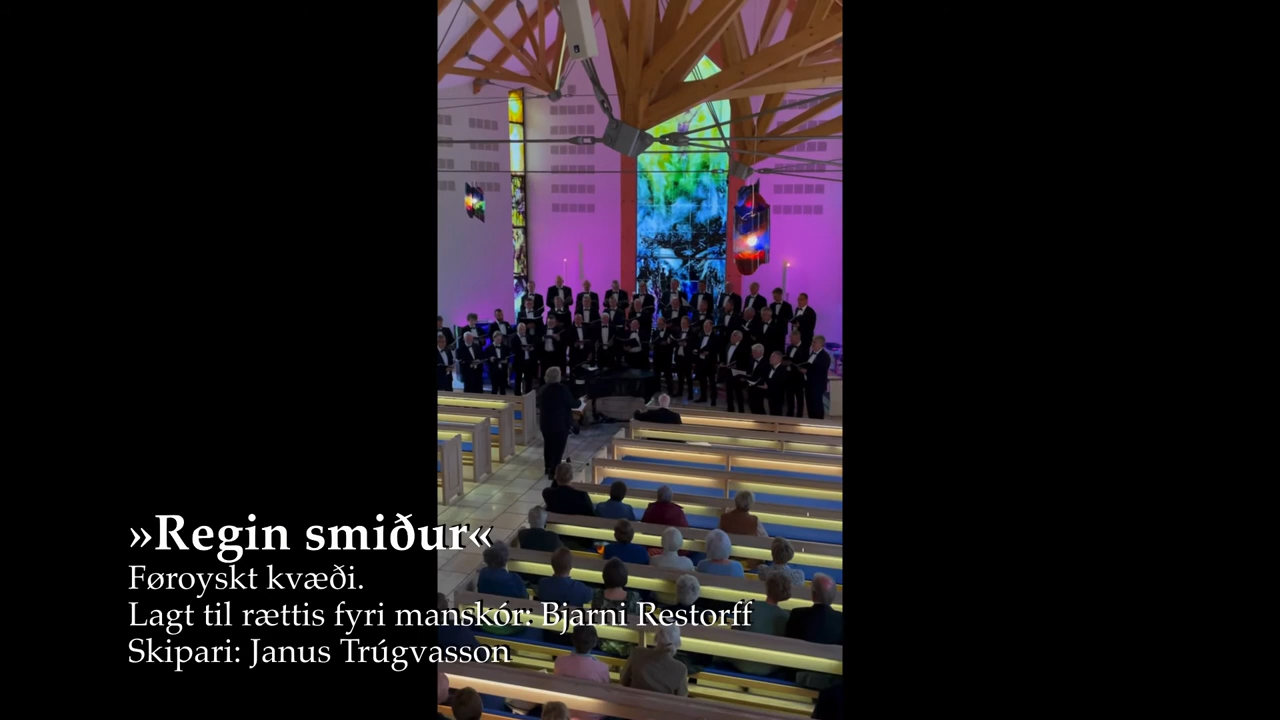 »Regin smiður«
Føroyskt kvæði.
Lagt til rættis fyri manskór: Bjarni Restorff
Skipari: Janus Trúgvasson